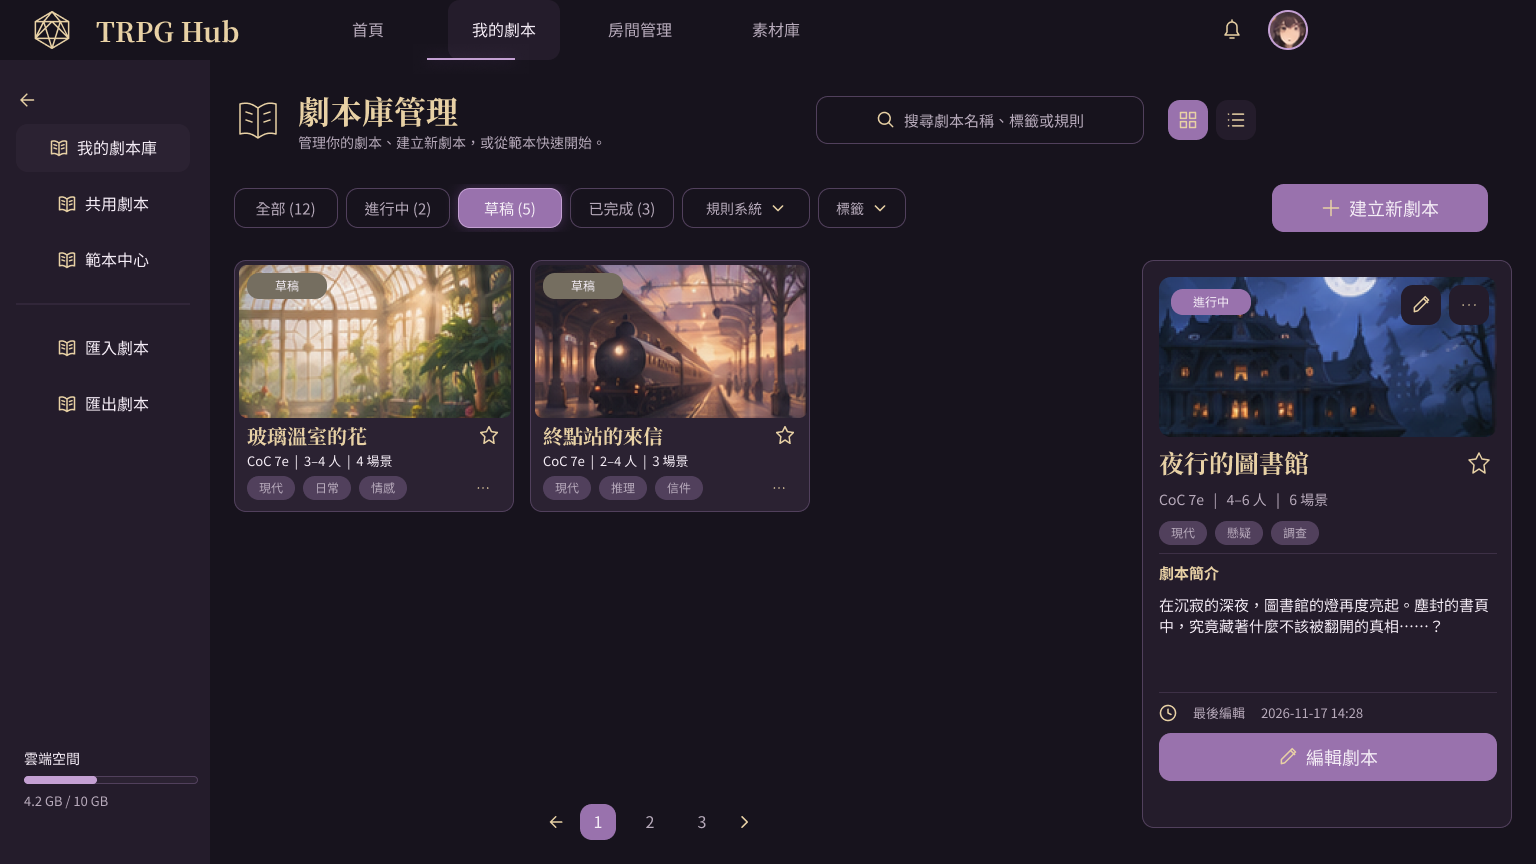 TRPG Hub
首頁
我的劇本
房間管理
素材庫
我的劇本庫
共用劇本
範本中心
匯入劇本
匯出劇本
雲端空間
4.2 GB / 10 GB
劇本庫管理
管理你的劇本、建立新劇本，或從範本快速開始。
搜尋劇本名稱、標籤或規則
全部 (12)
進行中 (2)
草稿 (5)
已完成 (3)
規則系統
標籤
建立新劇本
草稿
玻璃溫室的花
CoC 7e | 3–4 人 | 4 場景
現代 日常 情感 ...
草稿
終點站的來信
CoC 7e | 2–4 人 | 3 場景
現代 推理 信件 ...
1 2 3
進行中
...
夜行的圖書館
CoC 7e | 4–6 人 | 6 場景
現代 懸疑 調查
劇本簡介
在沉寂的深夜，圖書館的燈再度亮起。塵封的書頁
中，究竟藏著什麼不該被翻開的真相⋯⋯？
最後編輯 2026-11-17 14:28
編輯劇本